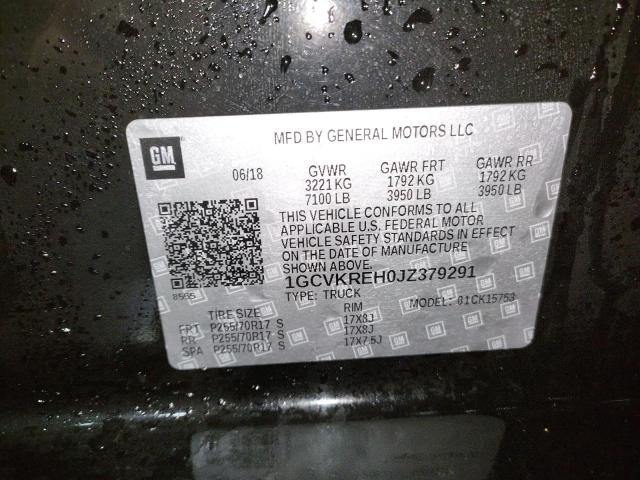 GM
MFD BY GENERAL MOTORS LLC
06/18 GVWR GAWR FRT GAWR RR
3221 KG 1792 KG 1792 KG
7100 LB 3950 LB 3950 LB
THIS VEHICLE CONFORMS TO ALL
APPLICABLE U.S. FEDERAL MOTOR
VEHICLE SAFETY STANDARDS IN EFFECT
ON THE DATE OF MANUFACTURE
SHOWN ABOVE.
1GCVKREH0JZ379291
8555
TYPE: TRUCK MODEL: 01CK15753
TIRE SIZE RIM
FRT P255/70R17 S 17X8J
RR P255/70R17 S 17X8J
SPA P255/70R17 S 17X7.5J